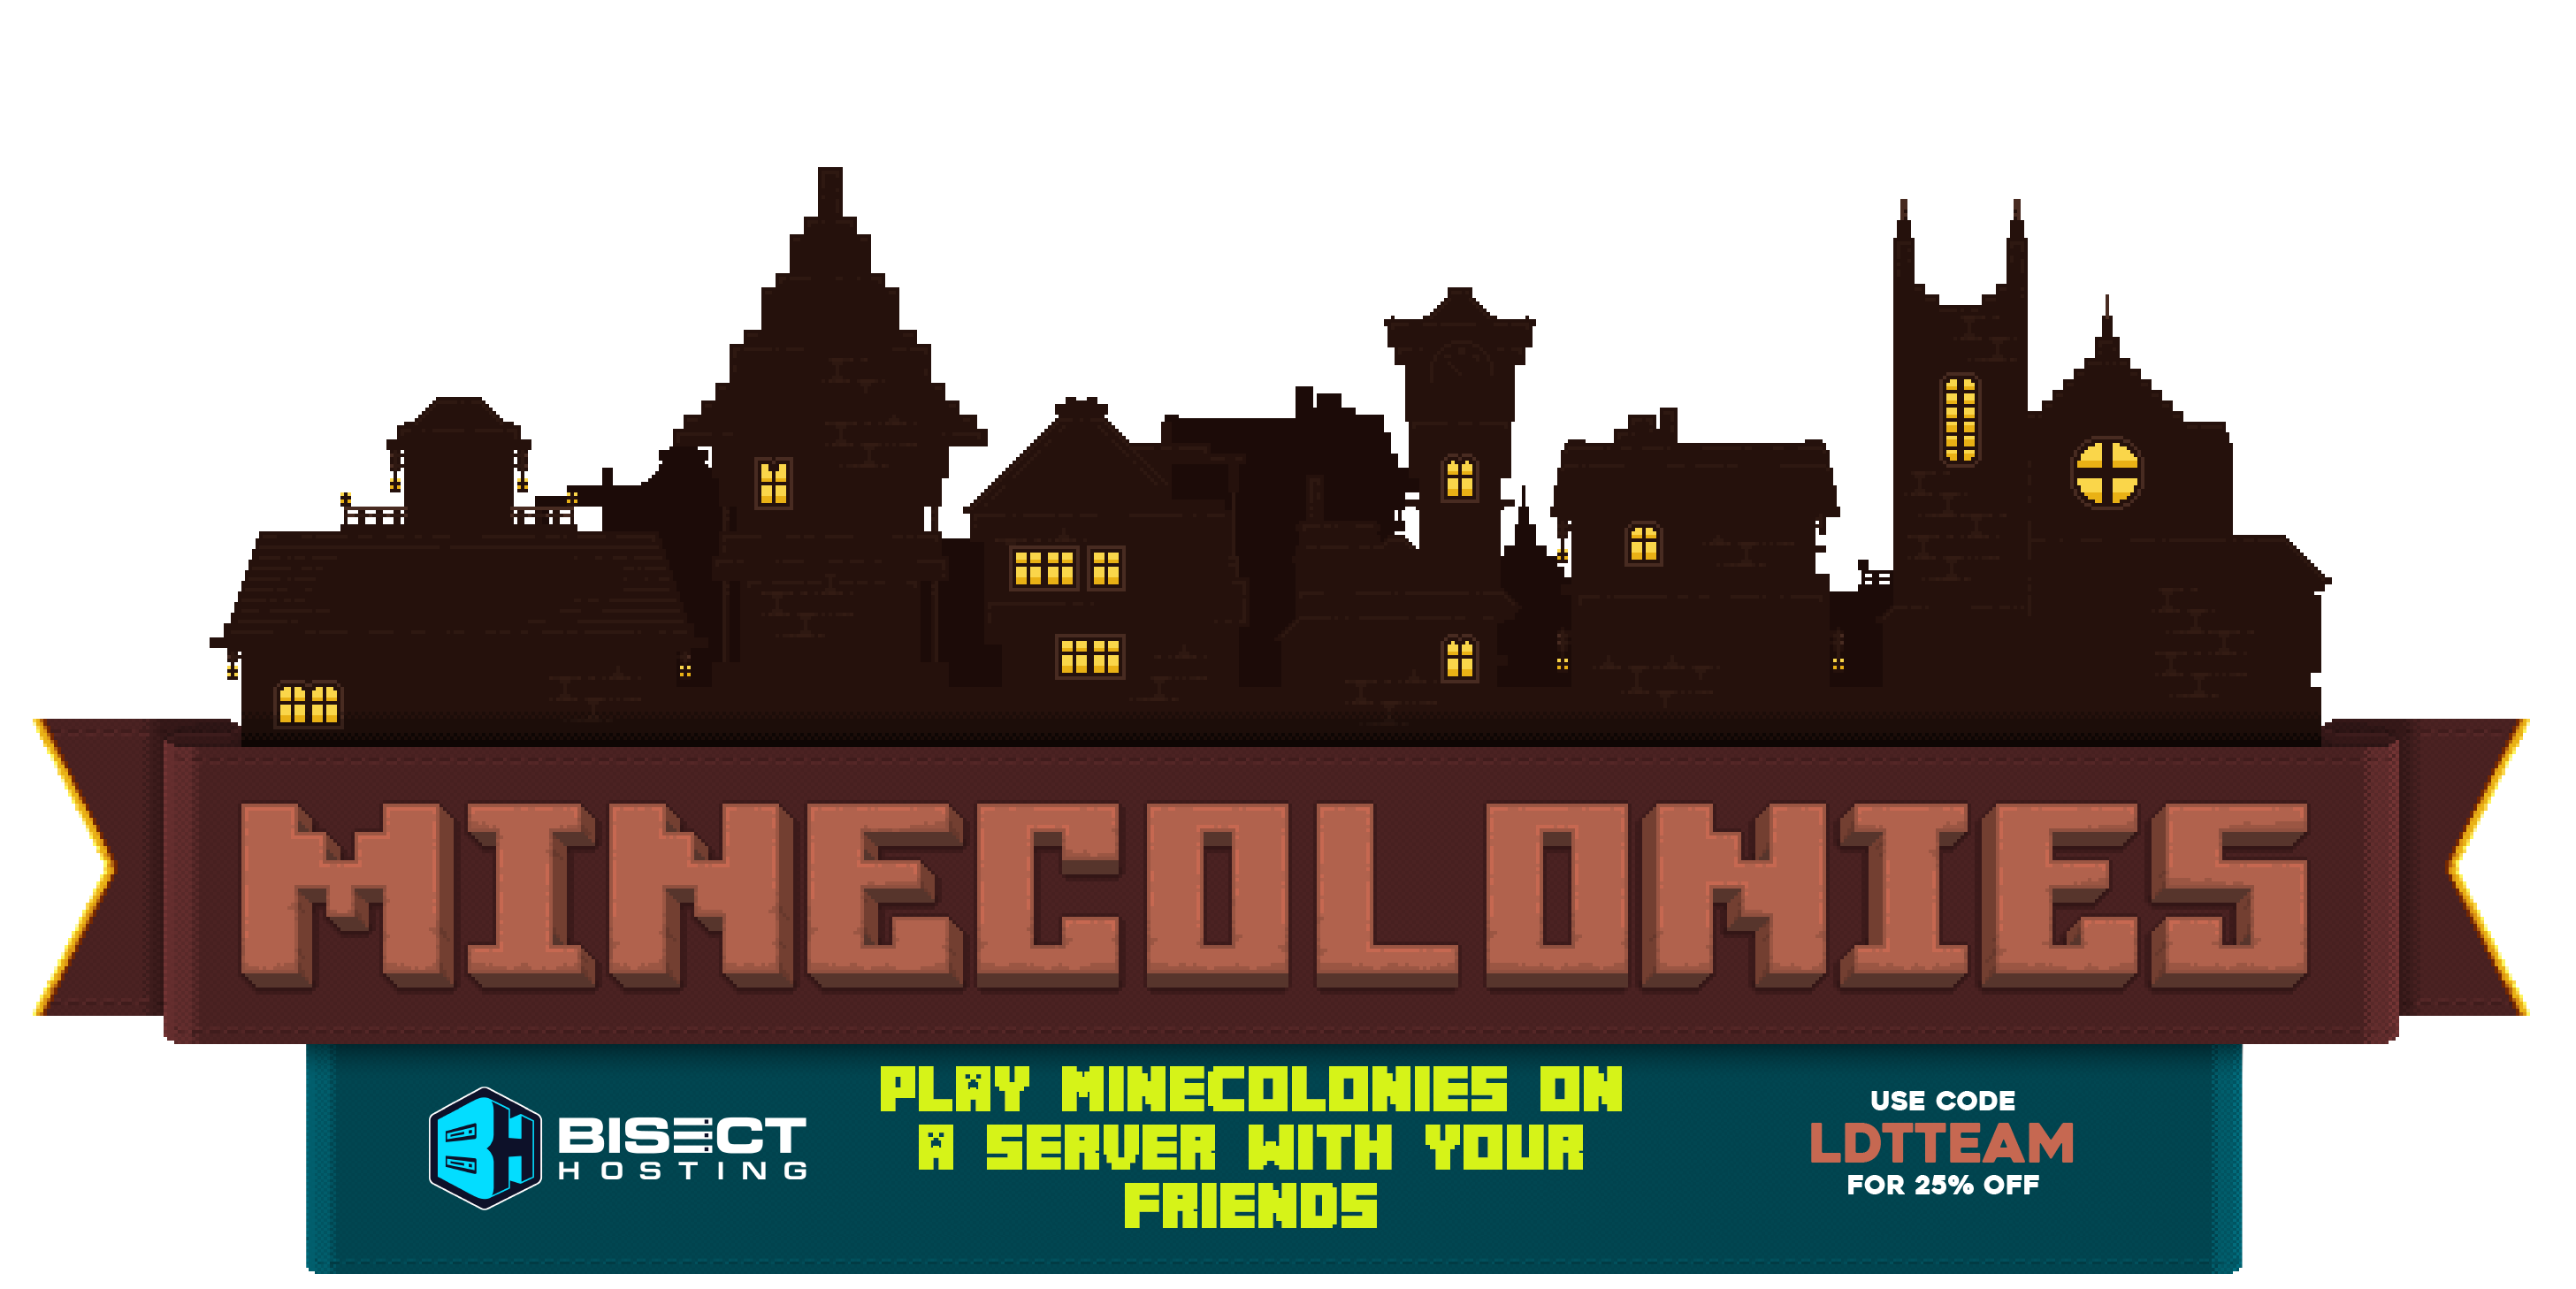 MINECOLONIES
BISECT
HOSTING
PLAY MINECOLONIES ON
A SERVER WITH YOUR
FRIENDS
USE CODE
LDTTEAM
FOR 25% OFF